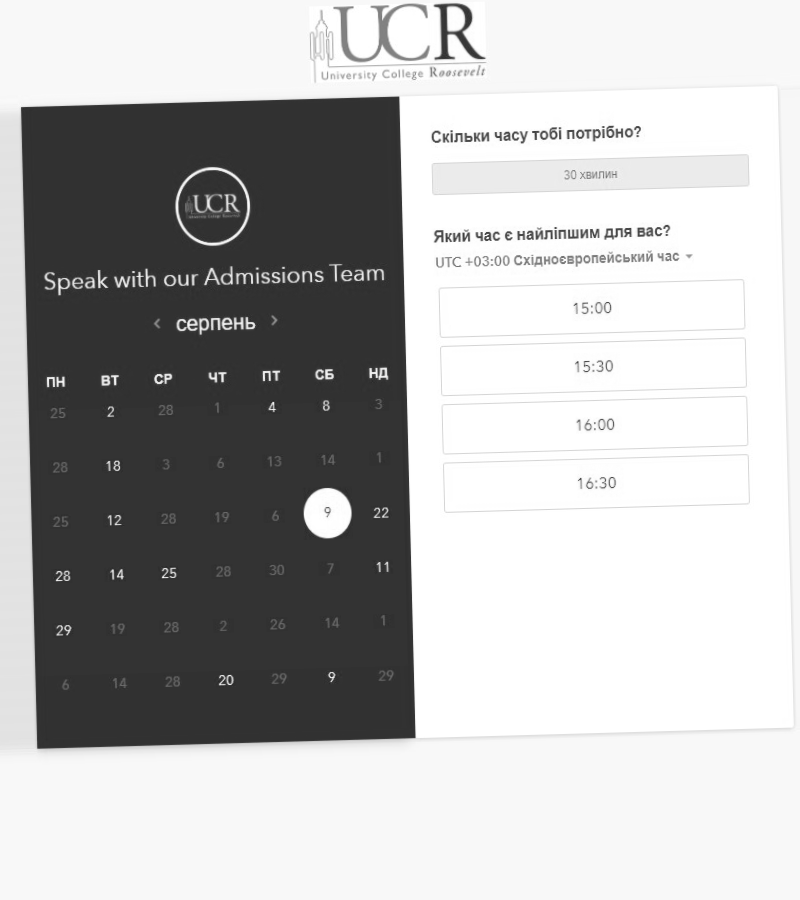 UCR
University College Roosevelt
UCR
Speak with our Admissions Team
‹ серпень ›
ПН ВТ СР ЧТ ПТ СБ НД
25 2 28 1 4 8 3
28 18 3 6 13 14 1
25 12 28 19 6 9 22
28 14 25 28 30 7 11
29 19 28 2 26 14 1
6 14 28 20 29 9 29
Скільки часу тобі потрібно?
30 хвилин
Який час є найліпшим для вас?
UTC +03:00 Східноєвропейський час
15:00
15:30
16:00
16:30